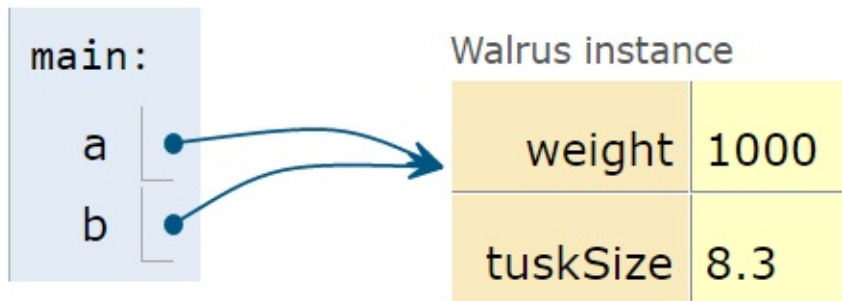 main:
a
b
Walrus instance
weight 1000
tuskSize 8.3